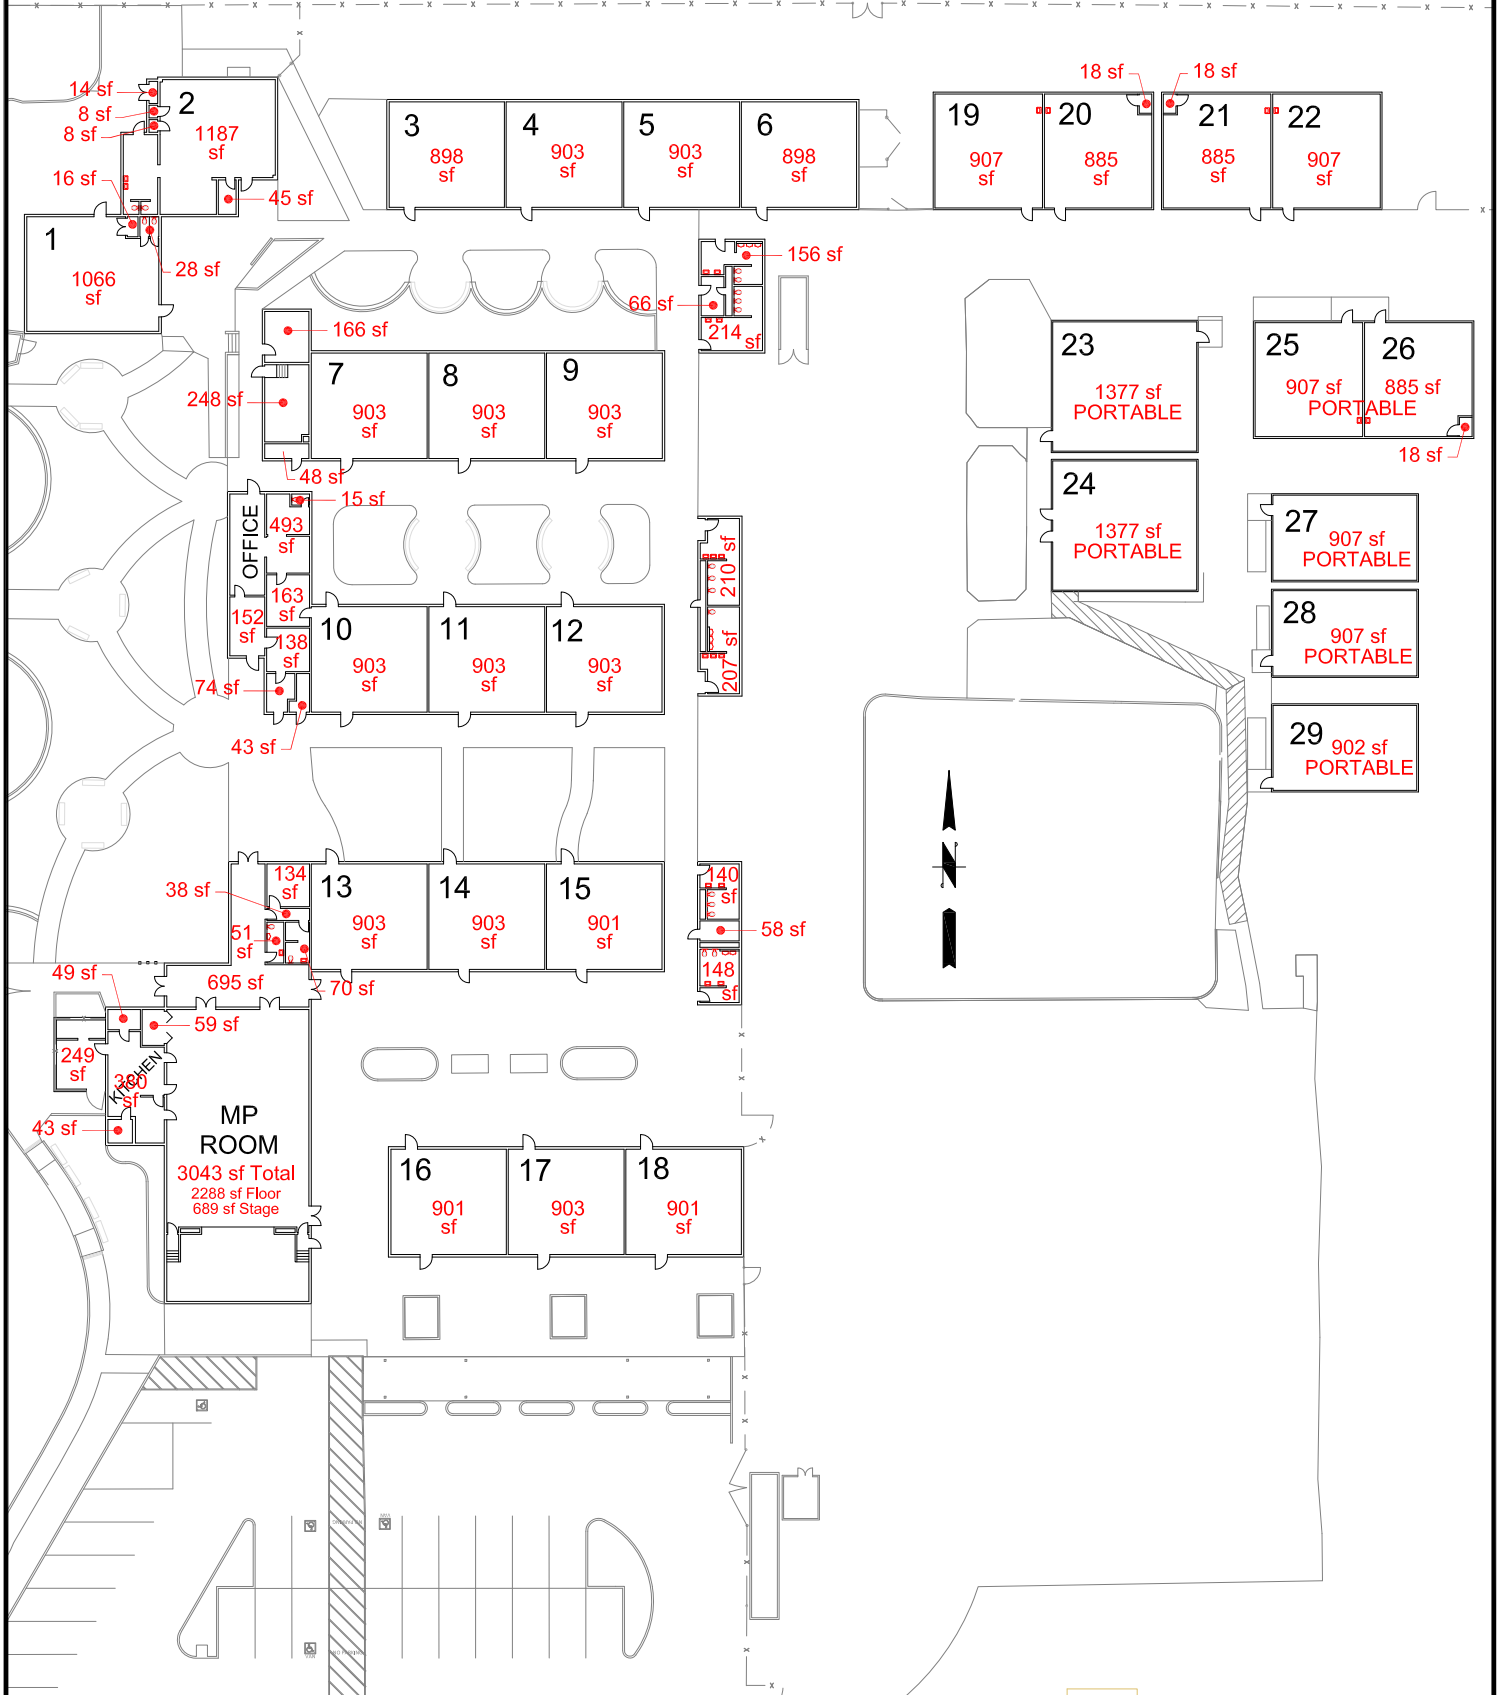 14 sf
8 sf
8 sf
2
1187
sf
16 sf
45 sf
1
1066
sf
28 sf
3
898
sf
4
903
sf
5
903
sf
6
898
sf
18 sf
18 sf
19
907
sf
20
885
sf
21
885
sf
22
907
sf
156 sf
66 sf
214
sf
166 sf
248 sf
48 sf
7
903
sf
8
903
sf
9
903
sf
23
1377 sf
PORTABLE
25
907 sf
26
885 sf
PORTABLE
18 sf
24
1377 sf
PORTABLE
27
907 sf
PORTABLE
28
907 sf
PORTABLE
29
902 sf
PORTABLE
OFFICE
15 sf
493
sf
163
sf
152
sf
138
sf
74 sf
43 sf
10
903
sf
11
903
sf
12
903
sf
210 sf
207 sf
N
134
sf
38 sf
51
sf
70 sf
695 sf
13
903
sf
14
903
sf
15
901
sf
140
sf
58 sf
148
sf
49 sf
59 sf
249
sf
KITCHEN
380
sf
43 sf
MP
ROOM
3043 sf Total
2288 sf Floor
689 sf Stage
16
901
sf
17
903
sf
18
901
sf